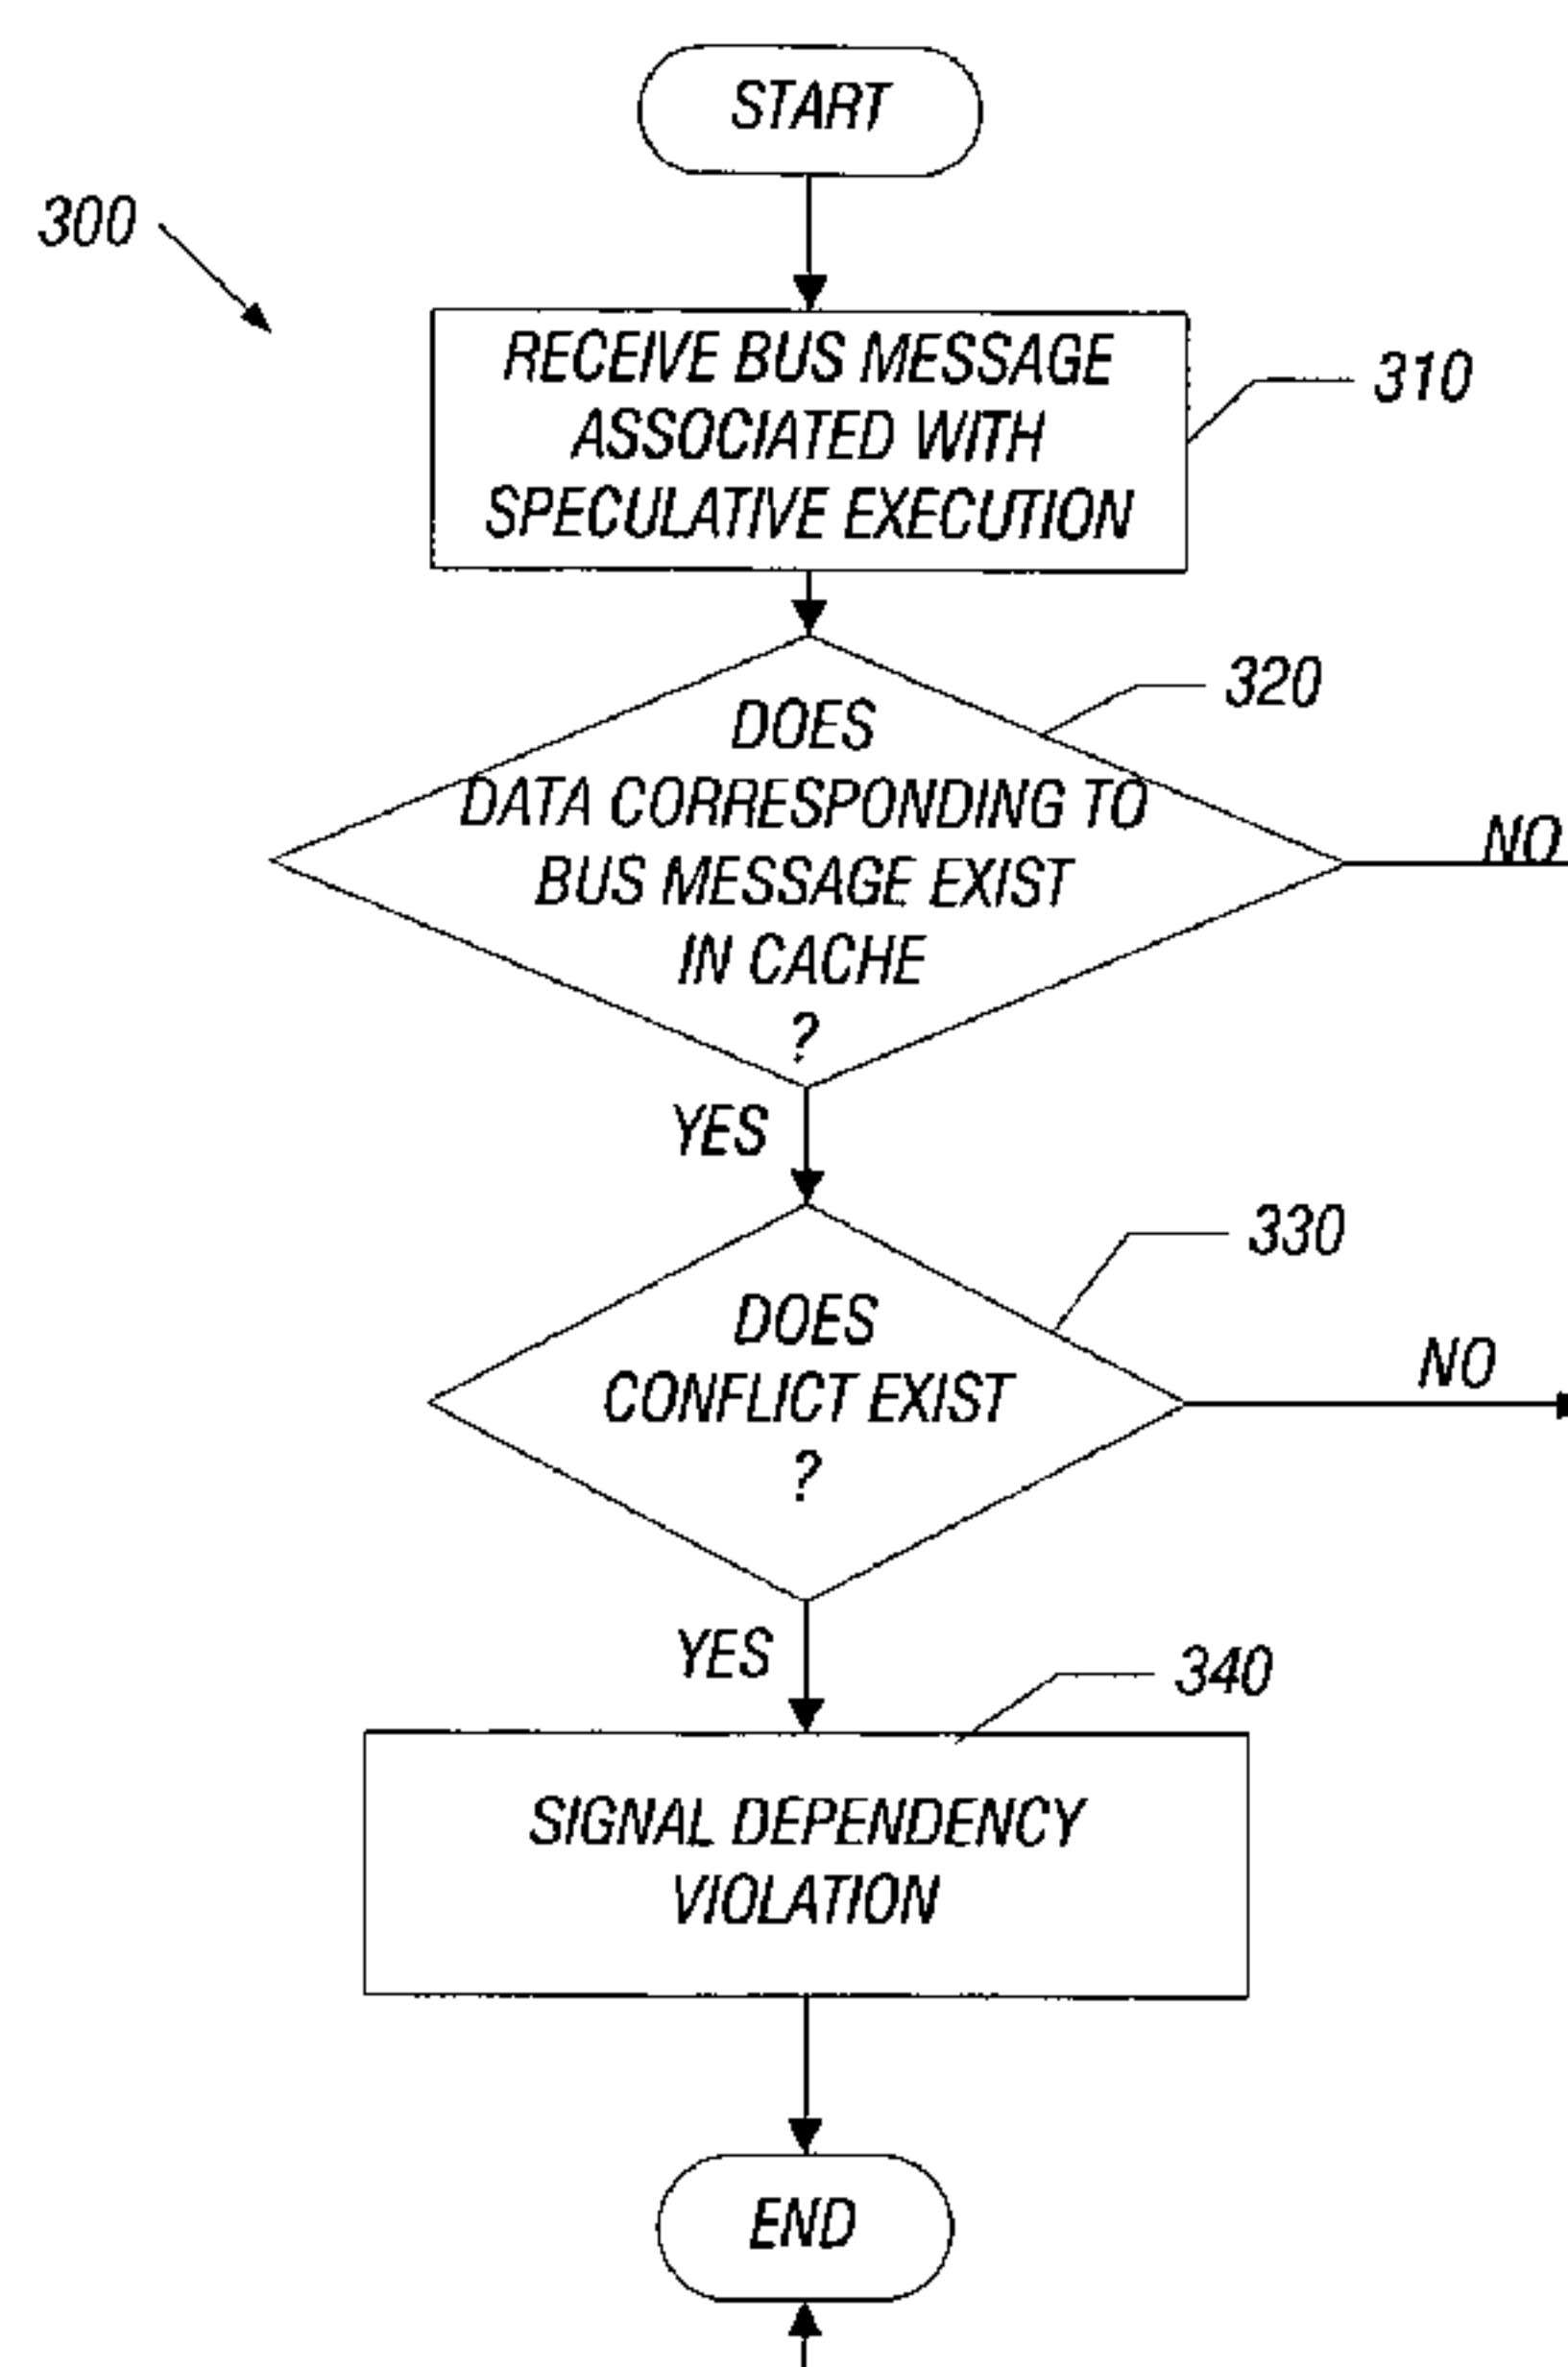 START
300
RECEIVE BUS MESSAGE
ASSOCIATED WITH
SPECULATIVE EXECUTION
310
320
DOES
DATA CORRESPONDING TO
BUS MESSAGE EXIST
IN CACHE
?
NO
YES
330
DOES
CONFLICT EXIST
?
NO
YES
340
SIGNAL DEPENDENCY
VIOLATION
END